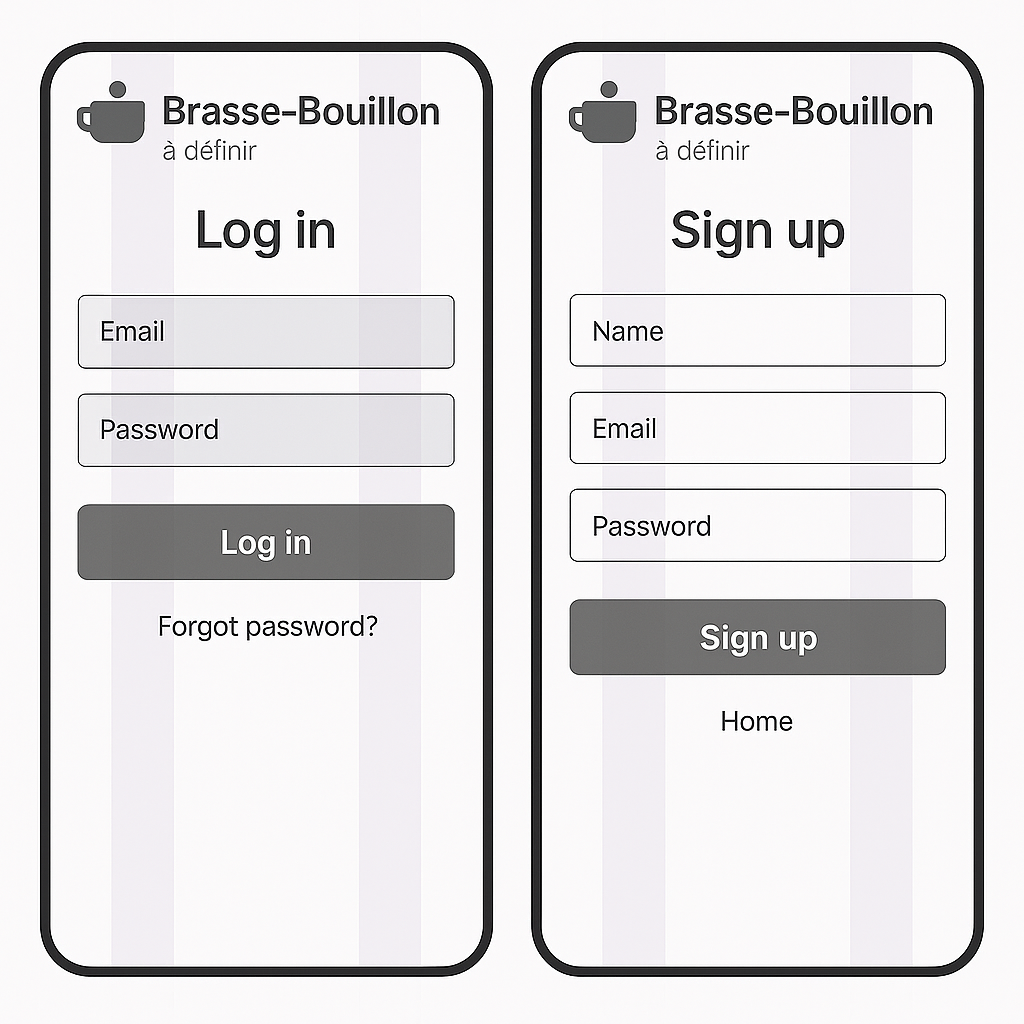 Brasse-Bouillon
à définir
Log in
Email
Password
Log in
Forgot password?
Brasse-Bouillon
à définir
Sign up
Name
Email
Password
Sign up
Home